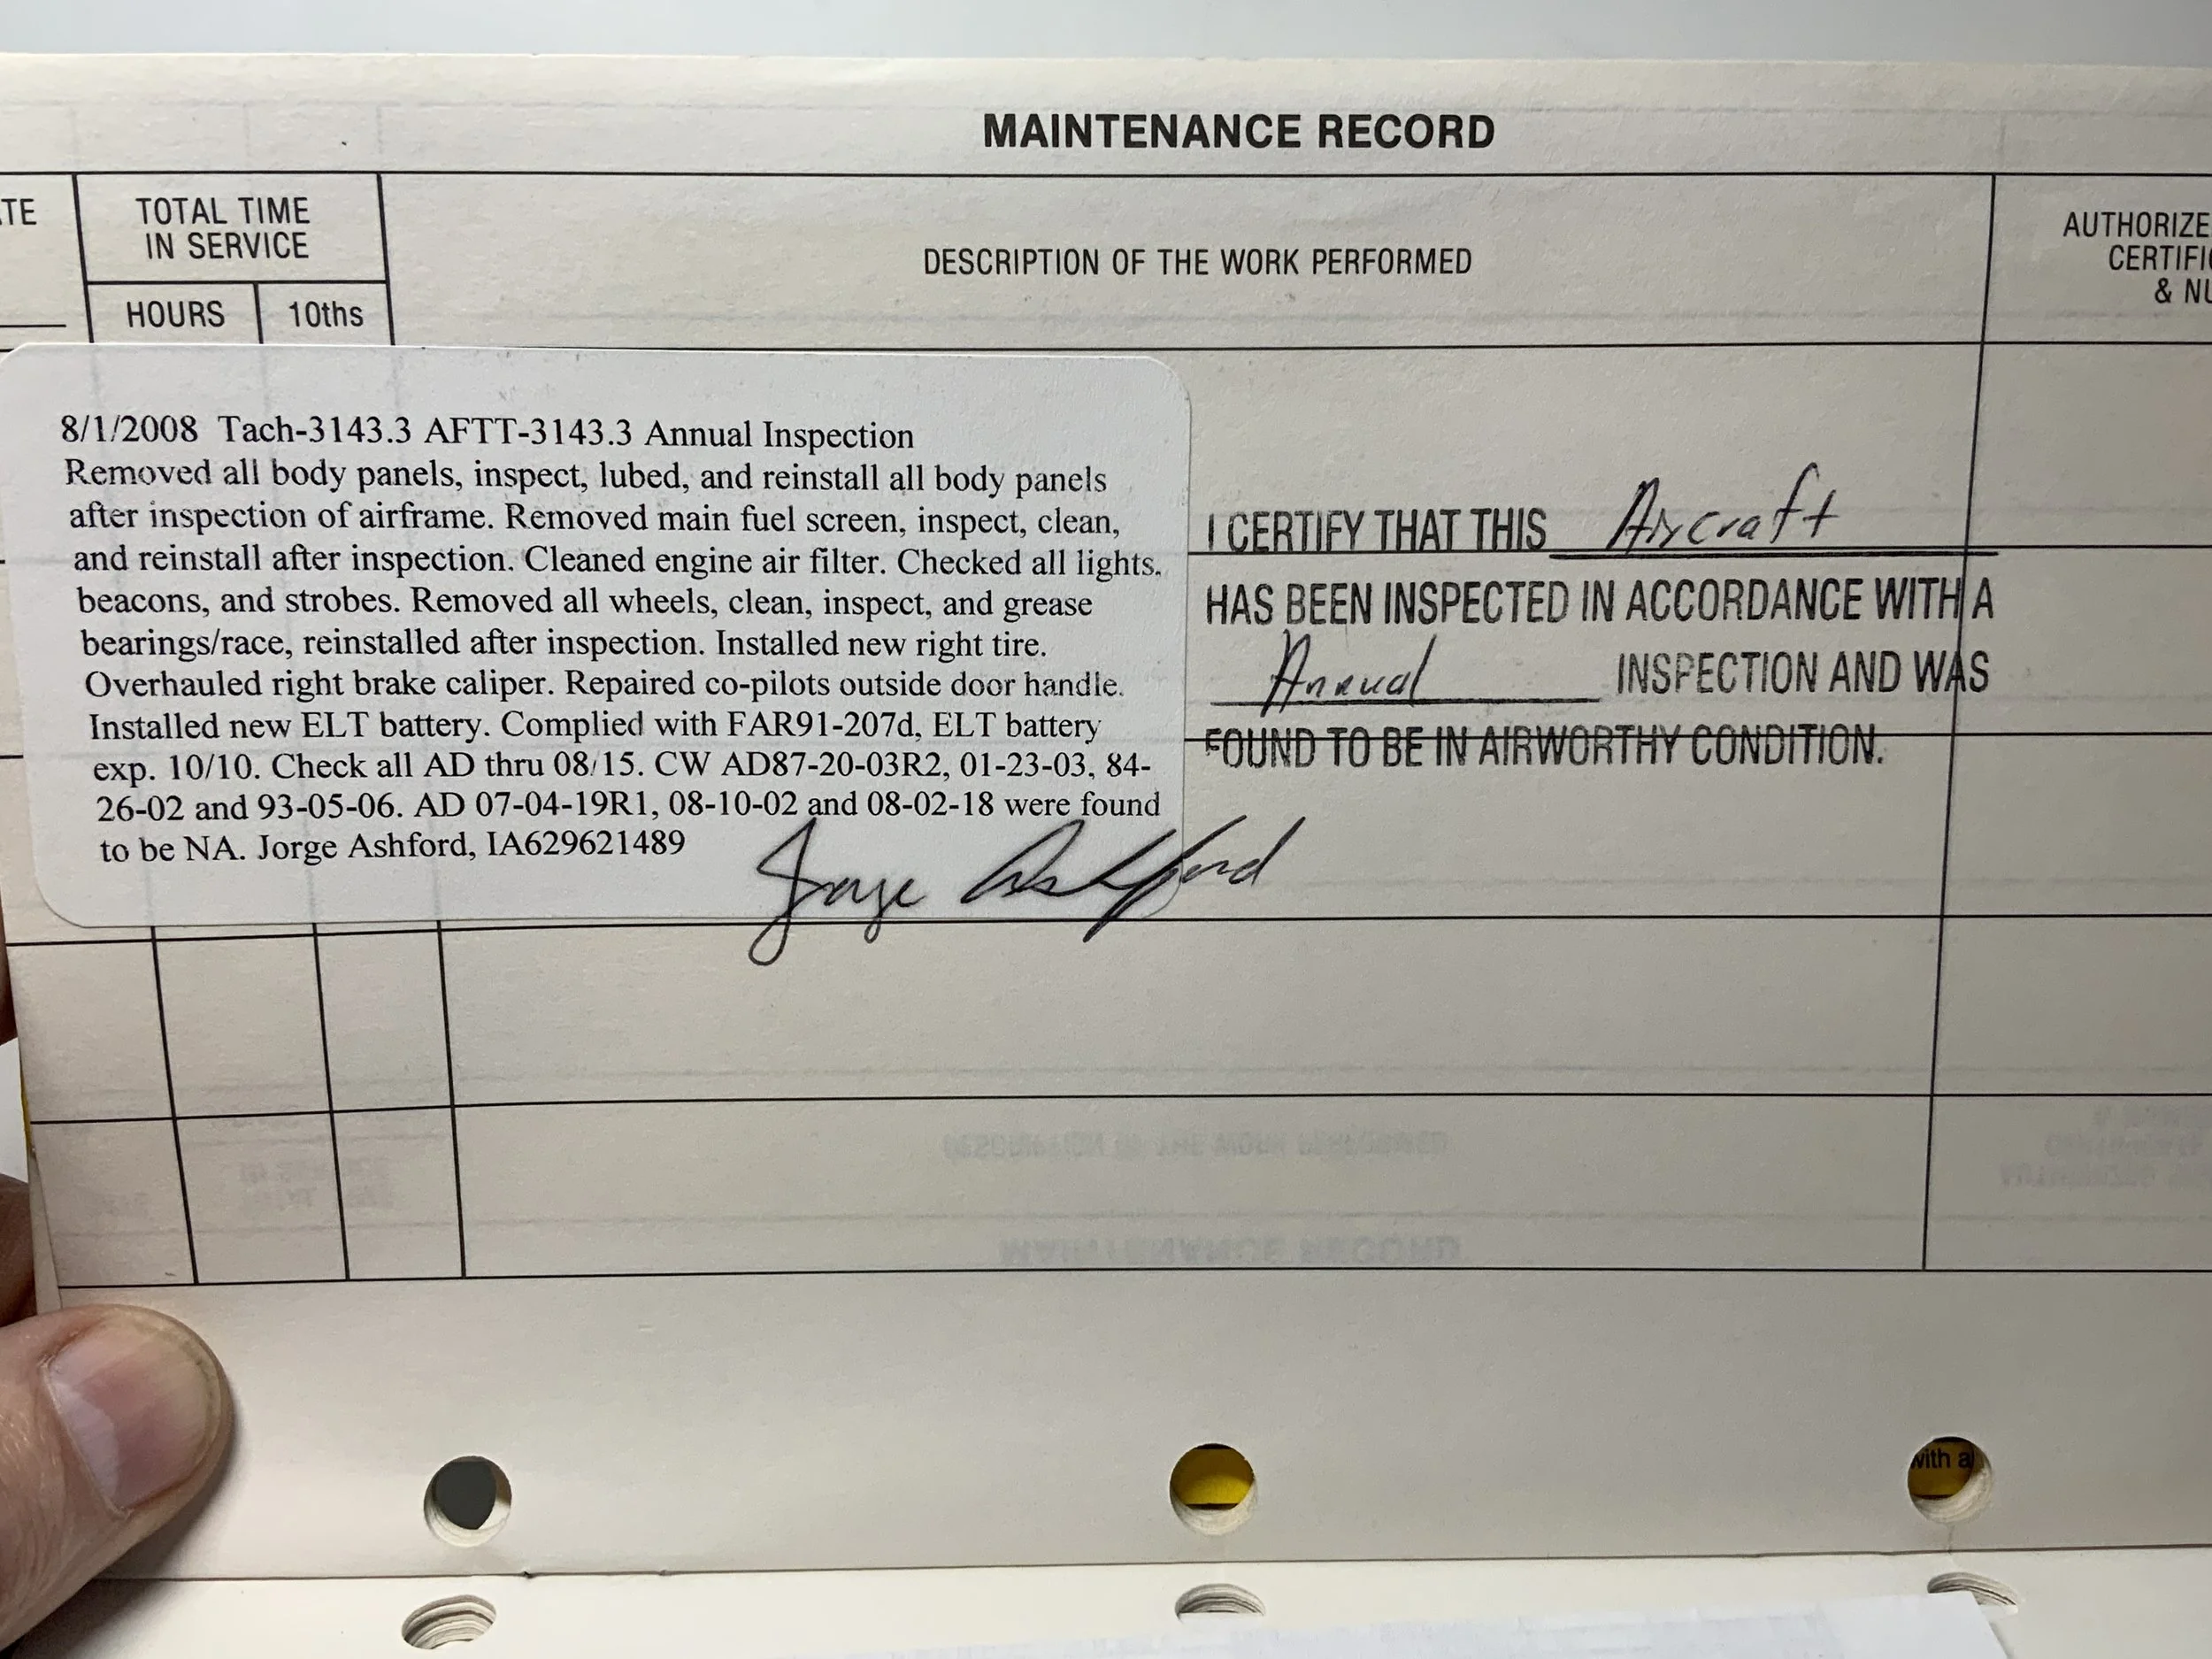 MAINTENANCE RECORD
TE
TOTAL TIME
IN SERVICE
HOURS
10ths
DESCRIPTION OF THE WORK PERFORMED
AUTHORIZE
CERTIFI
& NU
8/1/2008 Tach-3143.3 AFTT-3143.3 Annual Inspection
Removed all body panels, inspect, lubed, and reinstall all body panels
after inspection of airframe. Removed main fuel screen, inspect, clean,
and reinstall after inspection. Cleaned engine air filter. Checked all lights,
beacons, and strobes. Removed all wheels, clean, inspect, and grease
bearings/race, reinstalled after inspection. Installed new right tire.
Overhauled right brake caliper. Repaired co-pilots outside door handle.
Installed new ELT battery. Complied with FAR91-207d, ELT battery
exp. 10/10. Check all AD thru 08/15. CW AD87-20-03R2, 01-23-03, 84-
26-02 and 93-05-06. AD 07-04-19R1, 08-10-02 and 08-02-18 were found
to be NA. Jorge Ashford, IA629621489
Jorge Ashford
I CERTIFY THAT THIS Aircraft
HAS BEEN INSPECTED IN ACCORDANCE WITH A
Annual INSPECTION AND WAS
FOUND TO BE IN AIRWORTHY CONDITION.
with a